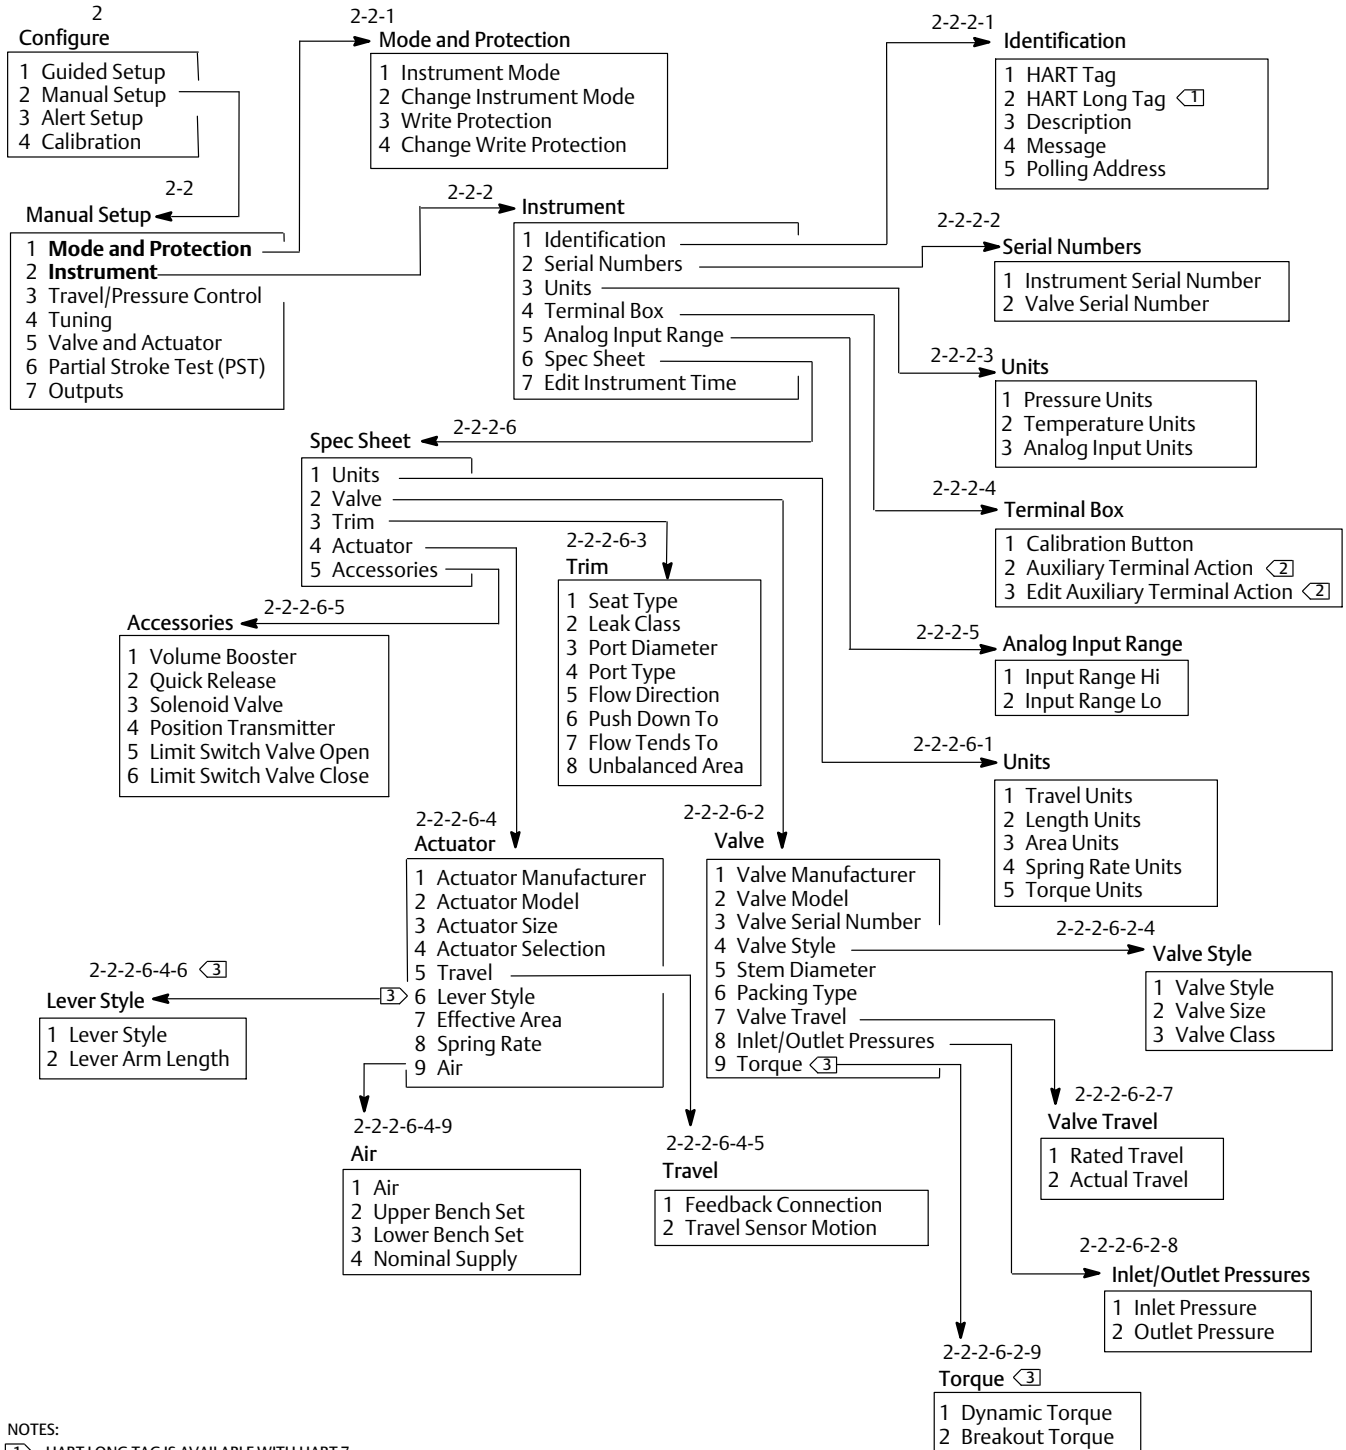 2
Configure
1 Guided Setup
2 Manual Setup
3 Alert Setup
4 Calibration
2-2-1
Mode and Protection
1 Instrument Mode
2 Change Instrument Mode
3 Write Protection
4 Change Write Protection
2-2-2-1
Identification
1 HART Tag
2 HART Long Tag 1
3 Description
4 Message
5 Polling Address
2-2
Manual Setup
1 Mode and Protection
2 Instrument
3 Travel/Pressure Control
4 Tuning
5 Valve and Actuator
6 Partial Stroke Test (PST)
7 Outputs
2-2-2
Instrument
1 Identification
2 Serial Numbers
3 Units
4 Terminal Box
5 Analog Input Range
6 Spec Sheet
7 Edit Instrument Time
2-2-2-2
Serial Numbers
1 Instrument Serial Number
2 Valve Serial Number
2-2-2-3
Units
1 Pressure Units
2 Temperature Units
3 Analog Input Units
2-2-2-6
Spec Sheet
1 Units
2 Valve
3 Trim
4 Actuator
5 Accessories
2-2-2-4
Terminal Box
1 Calibration Button
2 Auxiliary Terminal Action 2
3 Edit Auxiliary Terminal Action 2
2-2-2-6-3
Trim
1 Seat Type
2 Leak Class
3 Port Diameter
4 Port Type
5 Flow Direction
6 Push Down To
7 Flow Tends To
8 Unbalanced Area
2-2-2-6-5
Accessories
1 Volume Booster
2 Quick Release
3 Solenoid Valve
4 Position Transmitter
5 Limit Switch Valve Open
6 Limit Switch Valve Close
2-2-2-5
Analog Input Range
1 Input Range Hi
2 Input Range Lo
2-2-2-6-1
Units
1 Travel Units
2 Length Units
3 Area Units
4 Spring Rate Units
5 Torque Units
2-2-2-6-4
Actuator
1 Actuator Manufacturer
2 Actuator Model
3 Actuator Size
4 Actuator Selection
5 Travel
3 6 Lever Style
7 Effective Area
8 Spring Rate
9 Air
2-2-2-6-2
Valve
1 Valve Manufacturer
2 Valve Model
3 Valve Serial Number
4 Valve Style
5 Stem Diameter
6 Packing Type
7 Valve Travel
8 Inlet/Outlet Pressures
9 Torque 3
2-2-2-6-2-4
Valve Style
1 Valve Style
2 Valve Size
3 Valve Class
2-2-2-6-4-6 3
Lever Style
1 Lever Style
2 Lever Arm Length
2-2-2-6-4-9
Air
1 Air
2 Upper Bench Set
3 Lower Bench Set
4 Nominal Supply
2-2-2-6-4-5
Travel
1 Feedback Connection
2 Travel Sensor Motion
2-2-2-6-2-7
Valve Travel
1 Rated Travel
2 Actual Travel
2-2-2-6-2-8
Inlet/Outlet Pressures
1 Inlet Pressure
2 Outlet Pressure
2-2-2-6-2-9
Torque 3
1 Dynamic Torque
2 Breakout Torque
NOTES:
1 HART LONG TAG IS AVAILABLE WITH HART 7